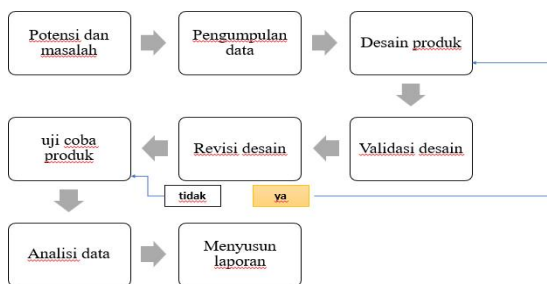 Potensi dan
masalah
Pengumpulan
data
Desain produk
uji coba
produk
Revisi desain
Validasi desain
tidak
ya
Analisi data
Menyusun
laporan